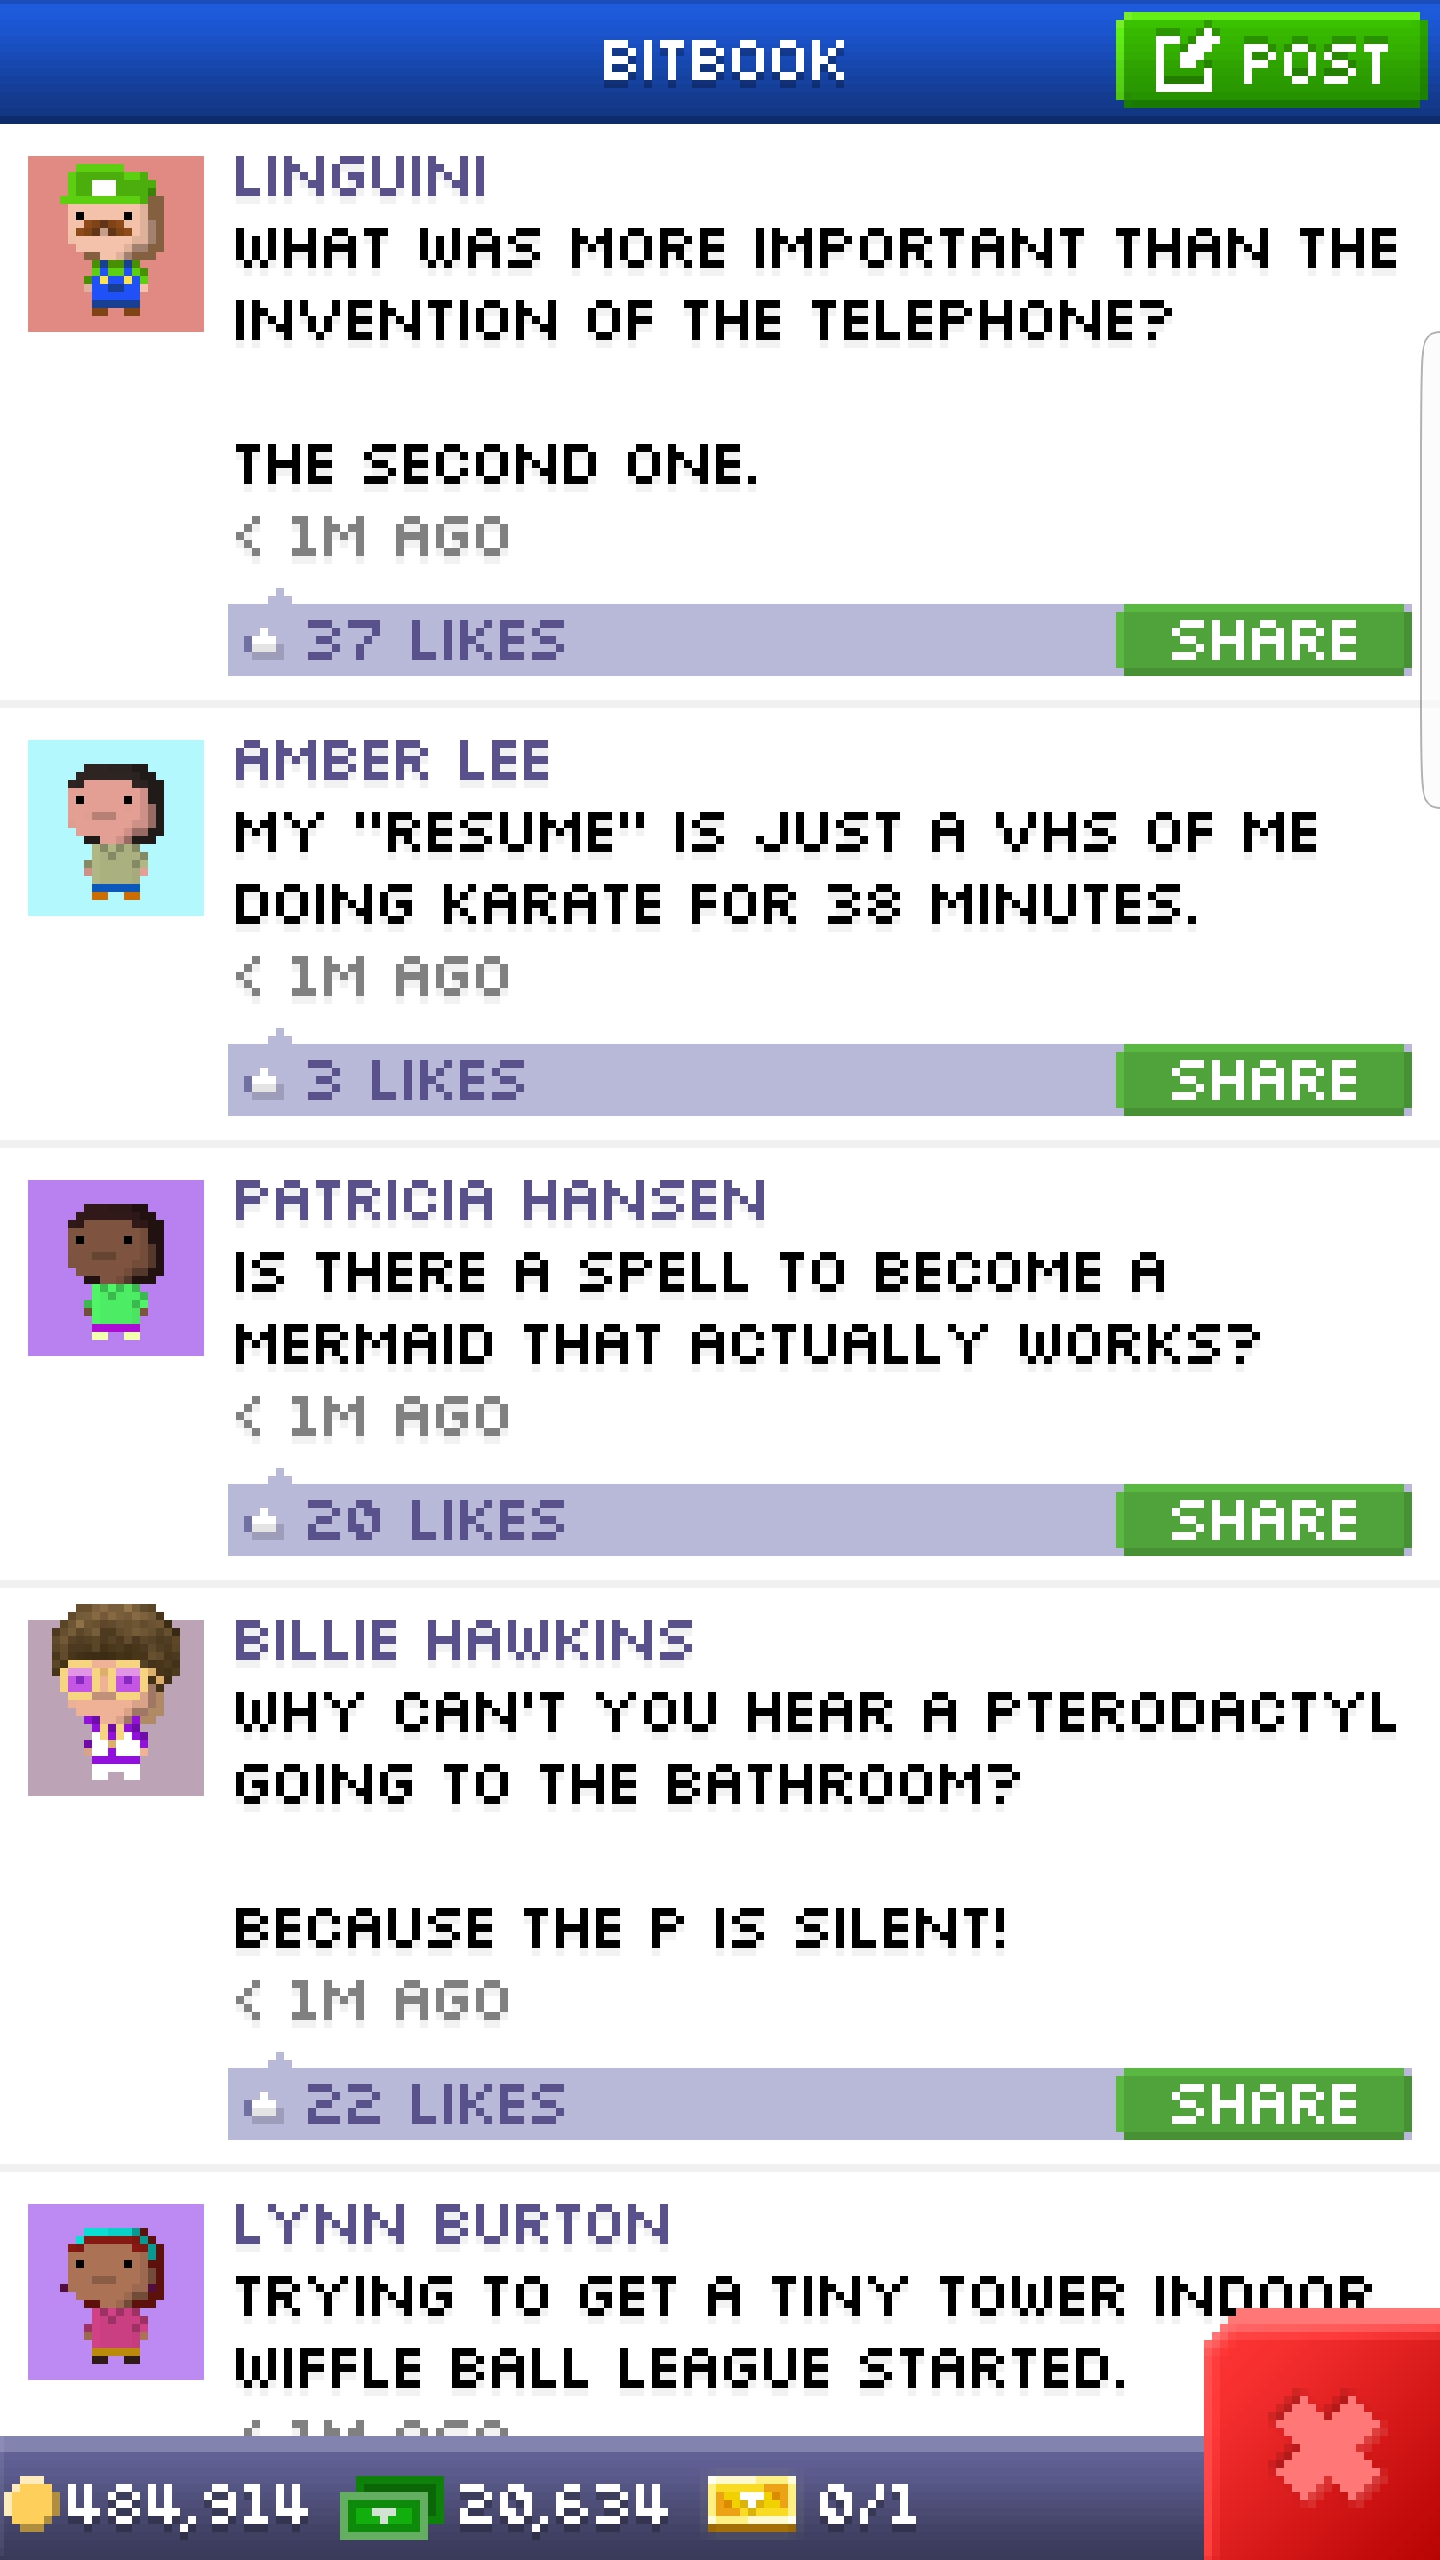 BITBOOK
POST
LINGUINI
WHAT WAS MORE IMPORTANT THAN THE
INVENTION OF THE TELEPHONE?
THE SECOND ONE.
< 1M AGO
37 LIKES
SHARE
AMBER LEE
MY "RESUME" IS JUST A VHS OF ME
DOING KARATE FOR 38 MINUTES.
< 1M AGO
3 LIKES
SHARE
PATRICIA HANSEN
IS THERE A SPELL TO BECOME A
MERMAID THAT ACTUALLY WORKS?
< 1M AGO
20 LIKES
SHARE
BILLIE HAWKINS
WHY CAN'T YOU HEAR A PTERODACTYL
GOING TO THE BATHROOM?
BECAUSE THE P IS SILENT!
< 1M AGO
22 LIKES
SHARE
LYNN BURTON
TRYING TO GET A TINY TOWER INDOOR
WIFFLE BALL LEAGUE STARTED.
< 1M AGO
484,914
20,634
0/1